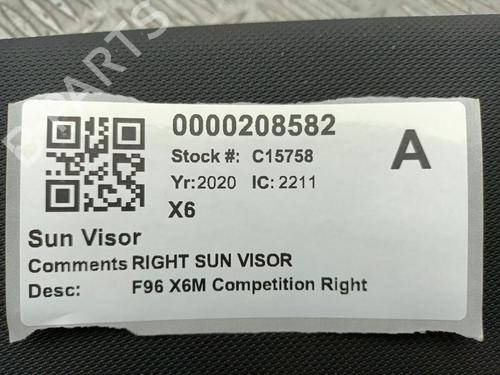 B PARTS
0000208582
A
Stock #: C15758
Yr: 2020 IC: 2211
X6
Sun Visor
Comments RIGHT SUN VISOR
Desc: F96 X6M Competition Right